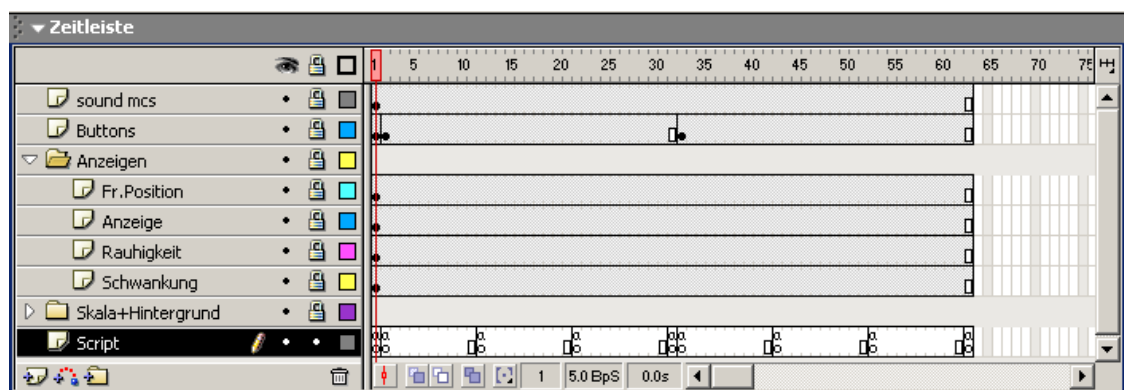 Zeitleiste
1 5 10 15 20 25 30 35 40 45 50 55 60 65 70 75
sound mcs
Buttons
Anzeigen
Fr.Position
Anzeige
Rauhigkeit
Schwankung
Skala+Hintergrund
Script
1 5.0 BpS 0.0s